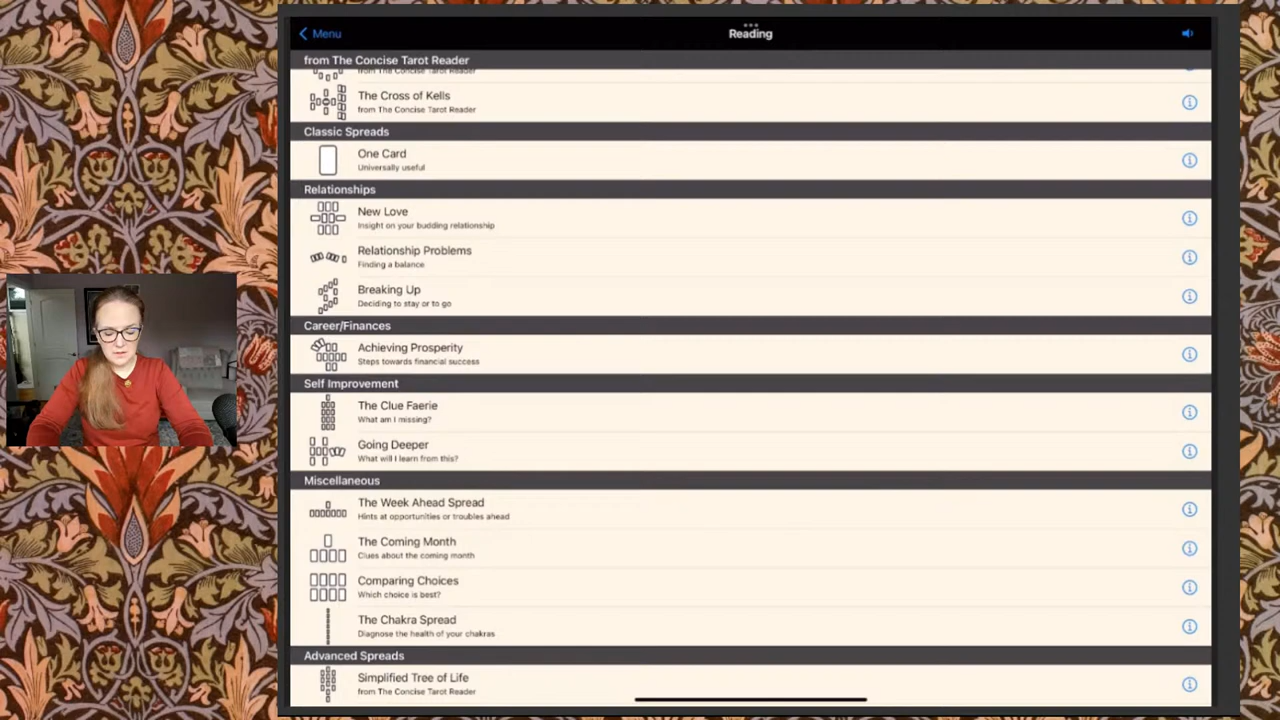 Menu
Reading
from The Concise Tarot Reader
from The Concise Tarot Reader
The Cross of Kells
from The Concise Tarot Reader
Classic Spreads
One Card
Universally useful
Relationships
New Love
Insight on your budding relationship
Relationship Problems
Finding a balance
Breaking Up
Deciding to stay or to go
Career/Finances
Achieving Prosperity
Steps towards financial success
Self Improvement
The Clue Faerie
What am I missing?
Going Deeper
What will I learn from this?
Miscellaneous
The Week Ahead Spread
Hints at opportunities or troubles ahead
The Coming Month
Clues about the coming month
Comparing Choices
Which choice is best?
The Chakra Spread
Diagnose the health of your chakras
Advanced Spreads
Simplified Tree of Life
from The Concise Tarot Reader